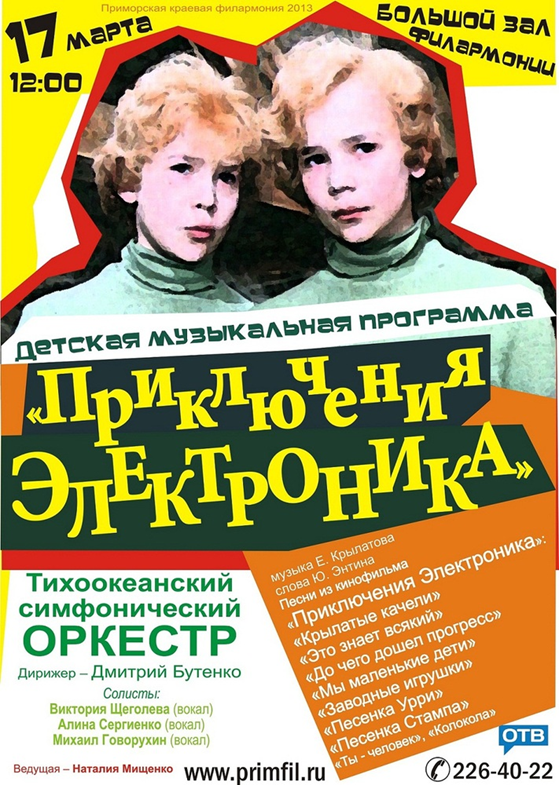 Приморская краевая филармония 2013
17 марта
12:00
Большой зал
филармонии
Детская музыкальная программа
«Приключения
Электроника»
Тихоокеанский
симфонический
ОРКЕСТР
Дирижер – Дмитрий Бутенко
Солисты:
Виктория Щеголева (вокал)
Алина Сергиенко (вокал)
Михаил Говорухин (вокал)
Ведущая – Наталия Мищенко
музыка Е. Крылатова
слова Ю. Энтина
Песни из кинофильма
«Приключения Электроника»:
«Крылатые качели»
«Это знает всякий»
«До чего дошел прогресс»
«Мы маленькие дети»
«Заводные игрушки»
«Песенка Урри»
«Песенка Стампа»
«Ты - человек», «Колокола»
ОТВ
www.primfil.ru
226-40-22